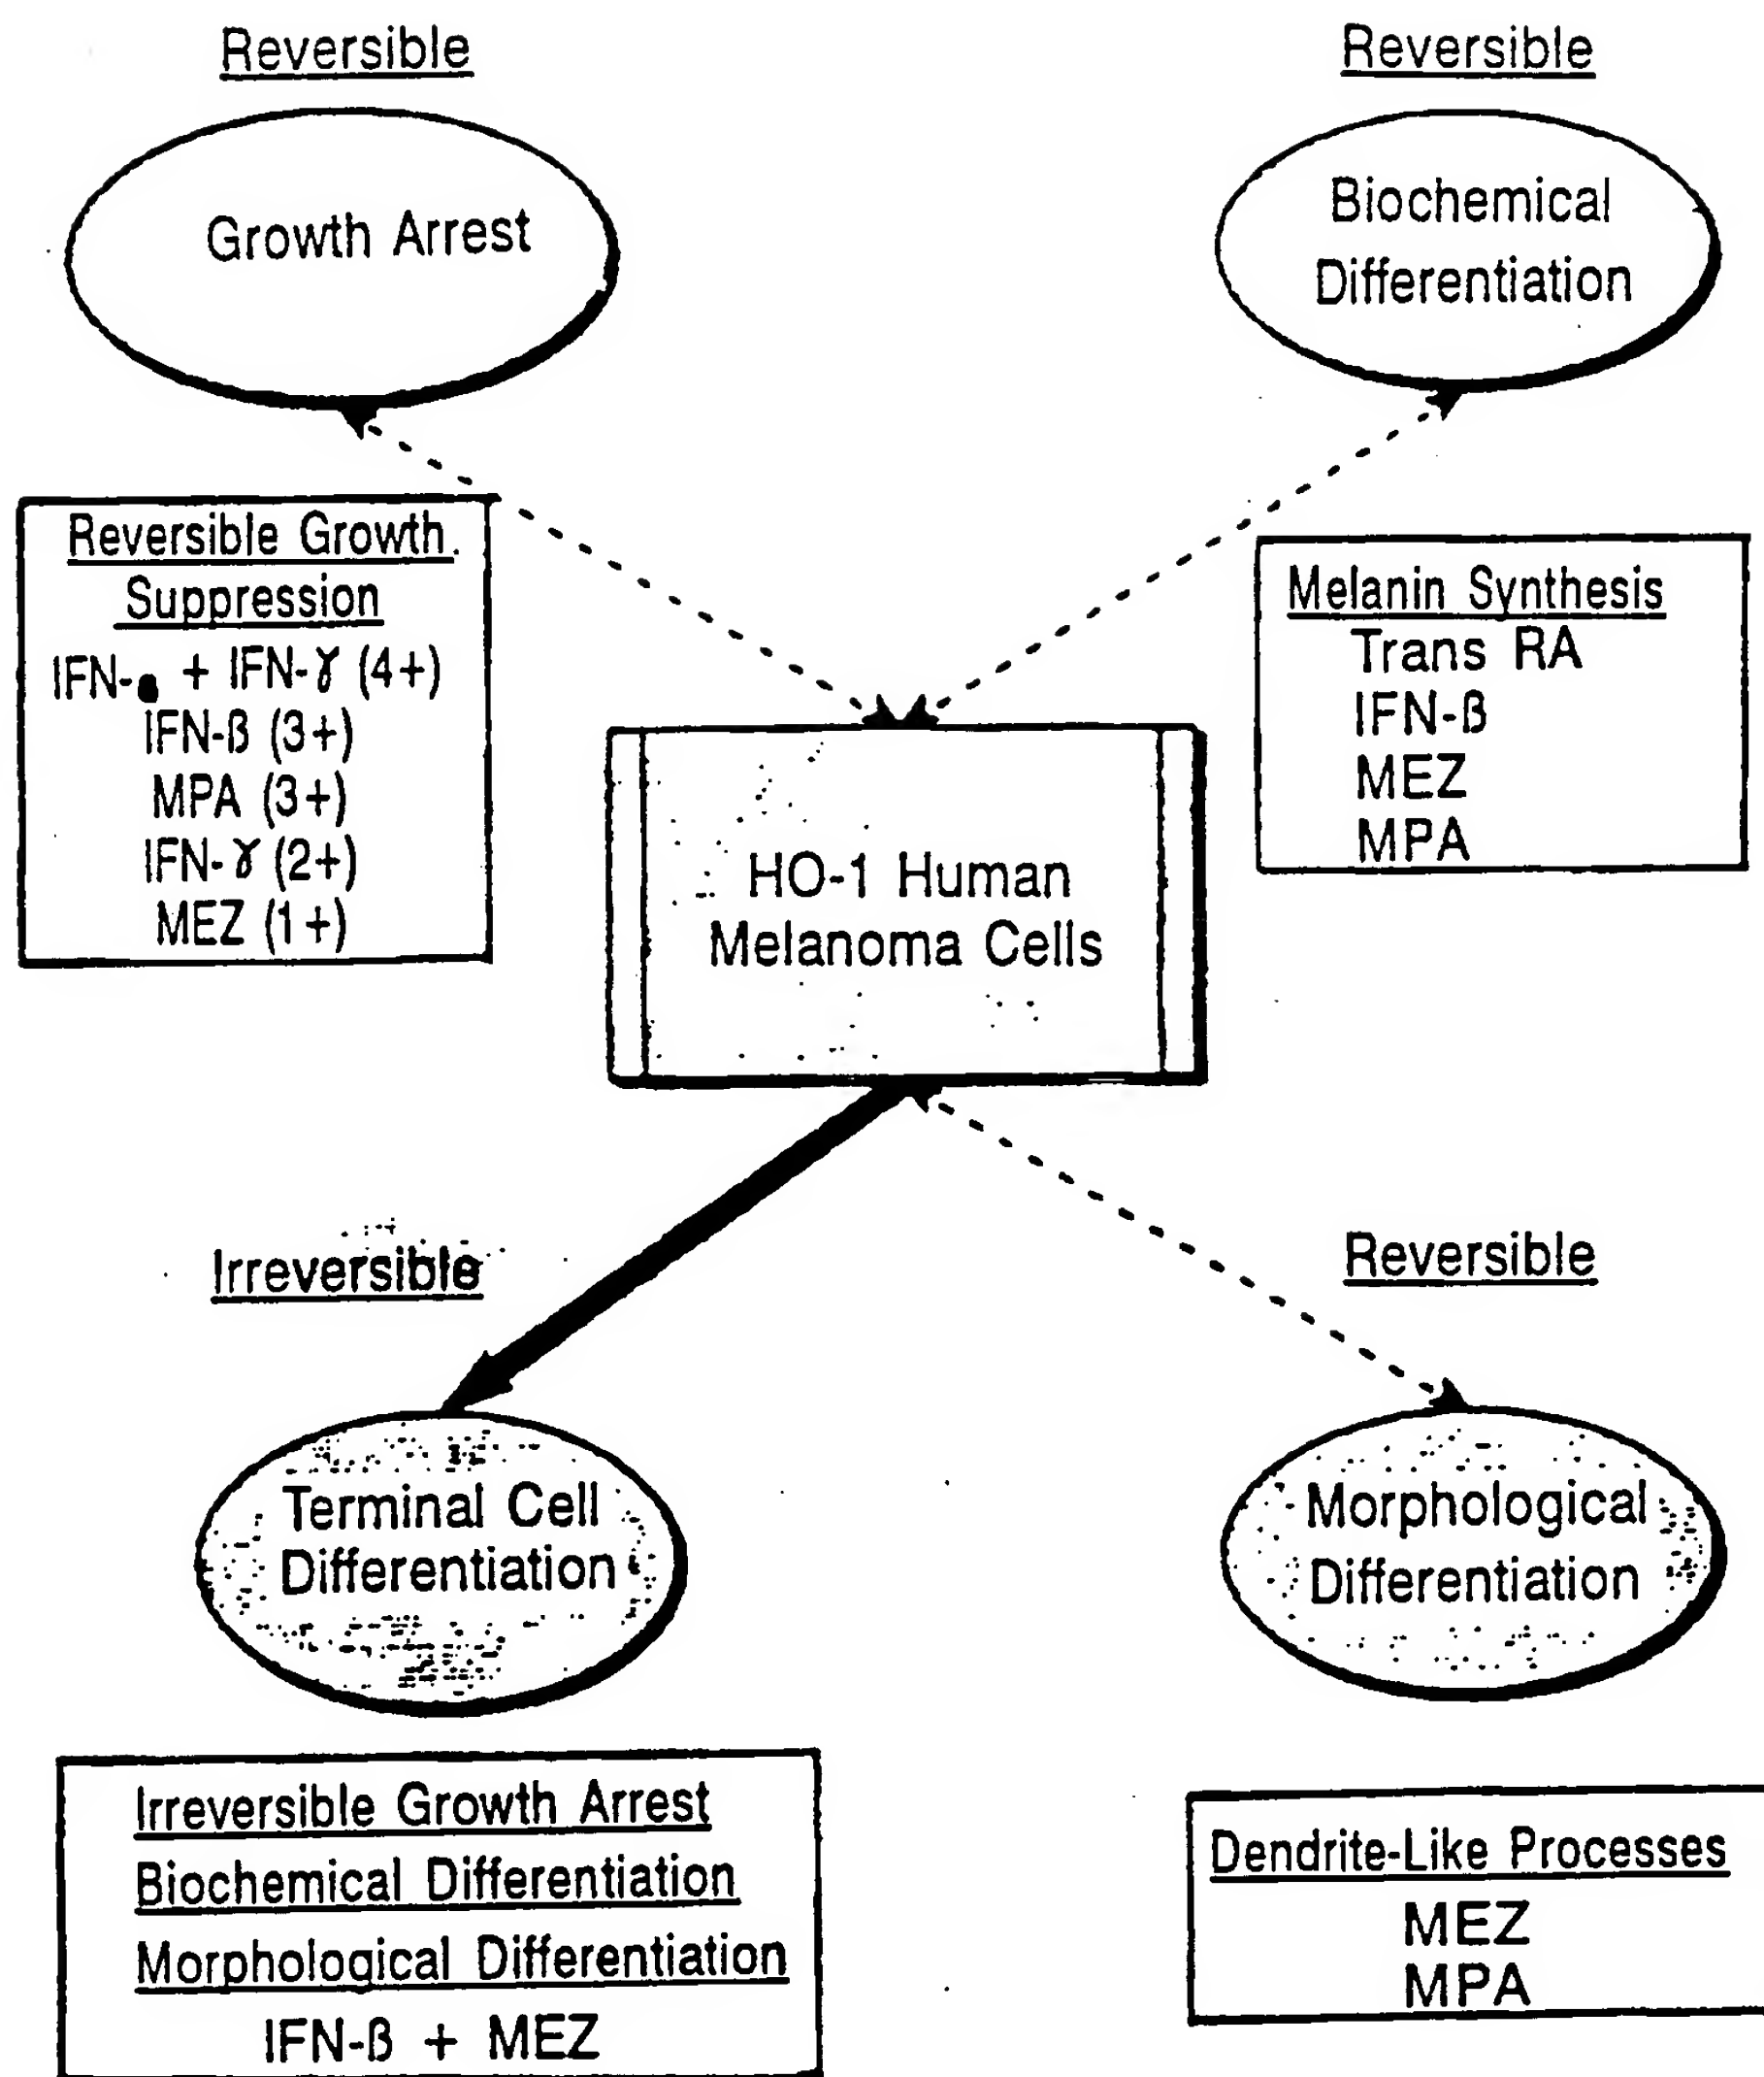 Reversible
Reversible
Growth Arrest
Biochemical
Differentiation
Reversible Growth
Suppression
IFN- + IFN-γ (4+)
IFN-β (3+)
MPA (3+)
IFN-γ (2+)
MEZ (1+)
Melanin Synthesis
Trans RA
IFN-β
MEZ
MPA
HO-1 Human
Melanoma Cells
Irreversible
Reversible
Terminal Cell
Differentiation
Morphological
Differentiation
Irreversible Growth Arrest
Biochemical Differentiation
Morphological Differentiation
IFN-β + MEZ
Dendrite-Like Processes
MEZ
MPA